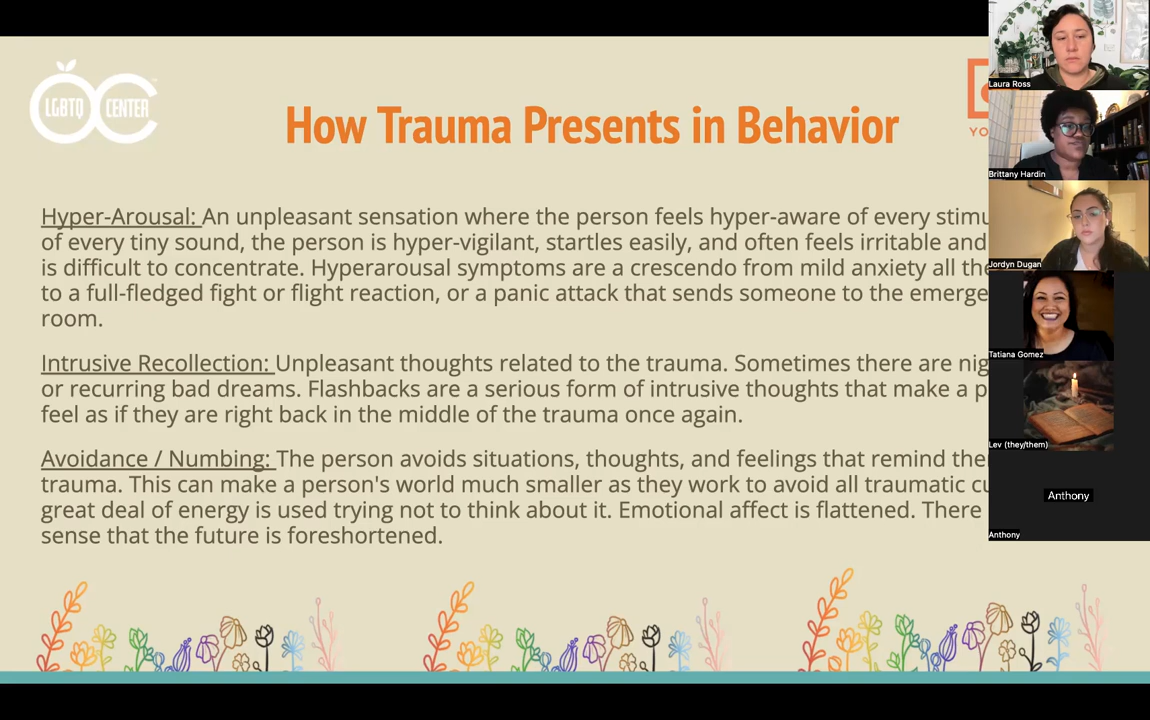 LGBTQ CENTER
How Trauma Presents in Behavior
YO
Hyper-Arousal: An unpleasant sensation where the person feels hyper-aware of every stimu
of every tiny sound, the person is hyper-vigilant, startles easily, and often feels irritable and
is difficult to concentrate. Hyperarousal symptoms are a crescendo from mild anxiety all the
to a full-fledged fight or flight reaction, or a panic attack that sends someone to the emerge
room.
Intrusive Recollection: Unpleasant thoughts related to the trauma. Sometimes there are nig
or recurring bad dreams. Flashbacks are a serious form of intrusive thoughts that make a p
feel as if they are right back in the middle of the trauma once again.
Avoidance / Numbing: The person avoids situations, thoughts, and feelings that remind the
trauma. This can make a person's world much smaller as they work to avoid all traumatic cu
great deal of energy is used trying not to think about it. Emotional affect is flattened. There
sense that the future is foreshortened.
Laura Ross
Brittany Hardin
Jordyn Dugan
Tatiana Gomez
Lev (they/them)
Anthony
Anthony